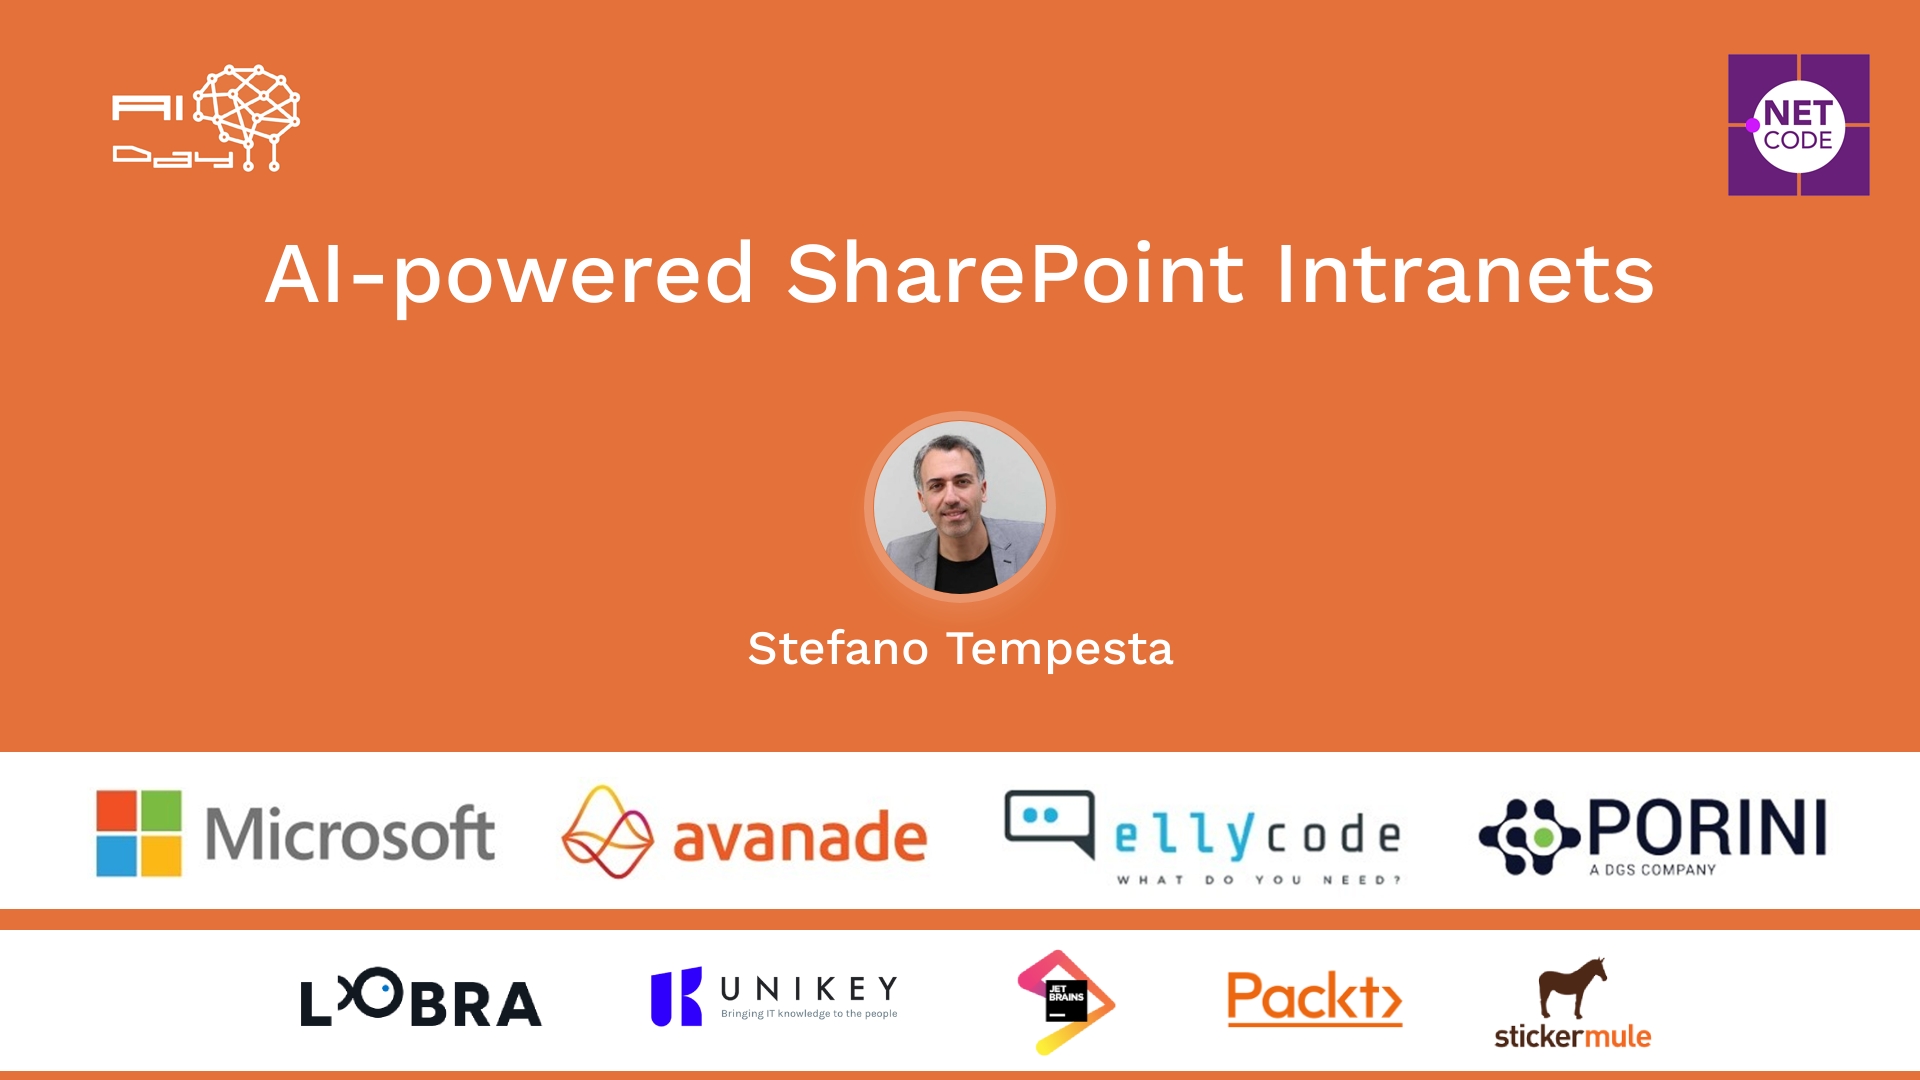 AI
Day
NET
CODE
AI-powered SharePoint Intranets
Stefano Tempesta
Microsoft
avanade
ellycode
WHAT DO YOU NEED?
PORINI
A DGS COMPANY
LOBRA
UNIKEY
Bringing IT knowledge to the people
JET
BRAINS
Packt>
stickermule